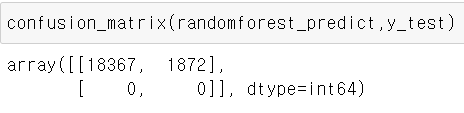 confusion_matrix(randomforest_predict,y_test)
array([[18367, 1872],
[ 0, 0]], dtype=int64)